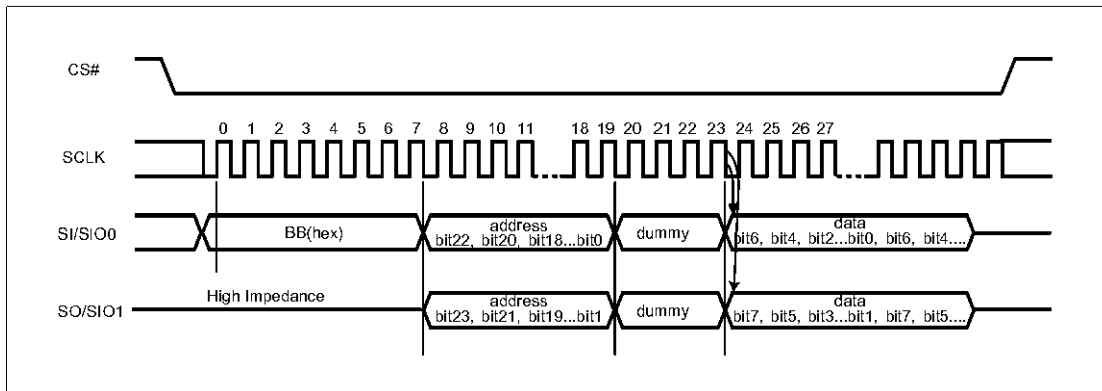 CS#
0 1 2 3 4 5 6 7 8 9 10 11 18 19 20 21 22 23 24 25 26 27
SCLK
SI/SIO0
BB(hex)
address
bit22, bit20, bit18...bit0
dummy
data
bit6, bit4, bit2...bit0, bit6, bit4....
High Impedance
SO/SIO1
address
bit23, bit21, bit19...bit1
dummy
data
bit7, bit5, bit3...bit1, bit7, bit5....